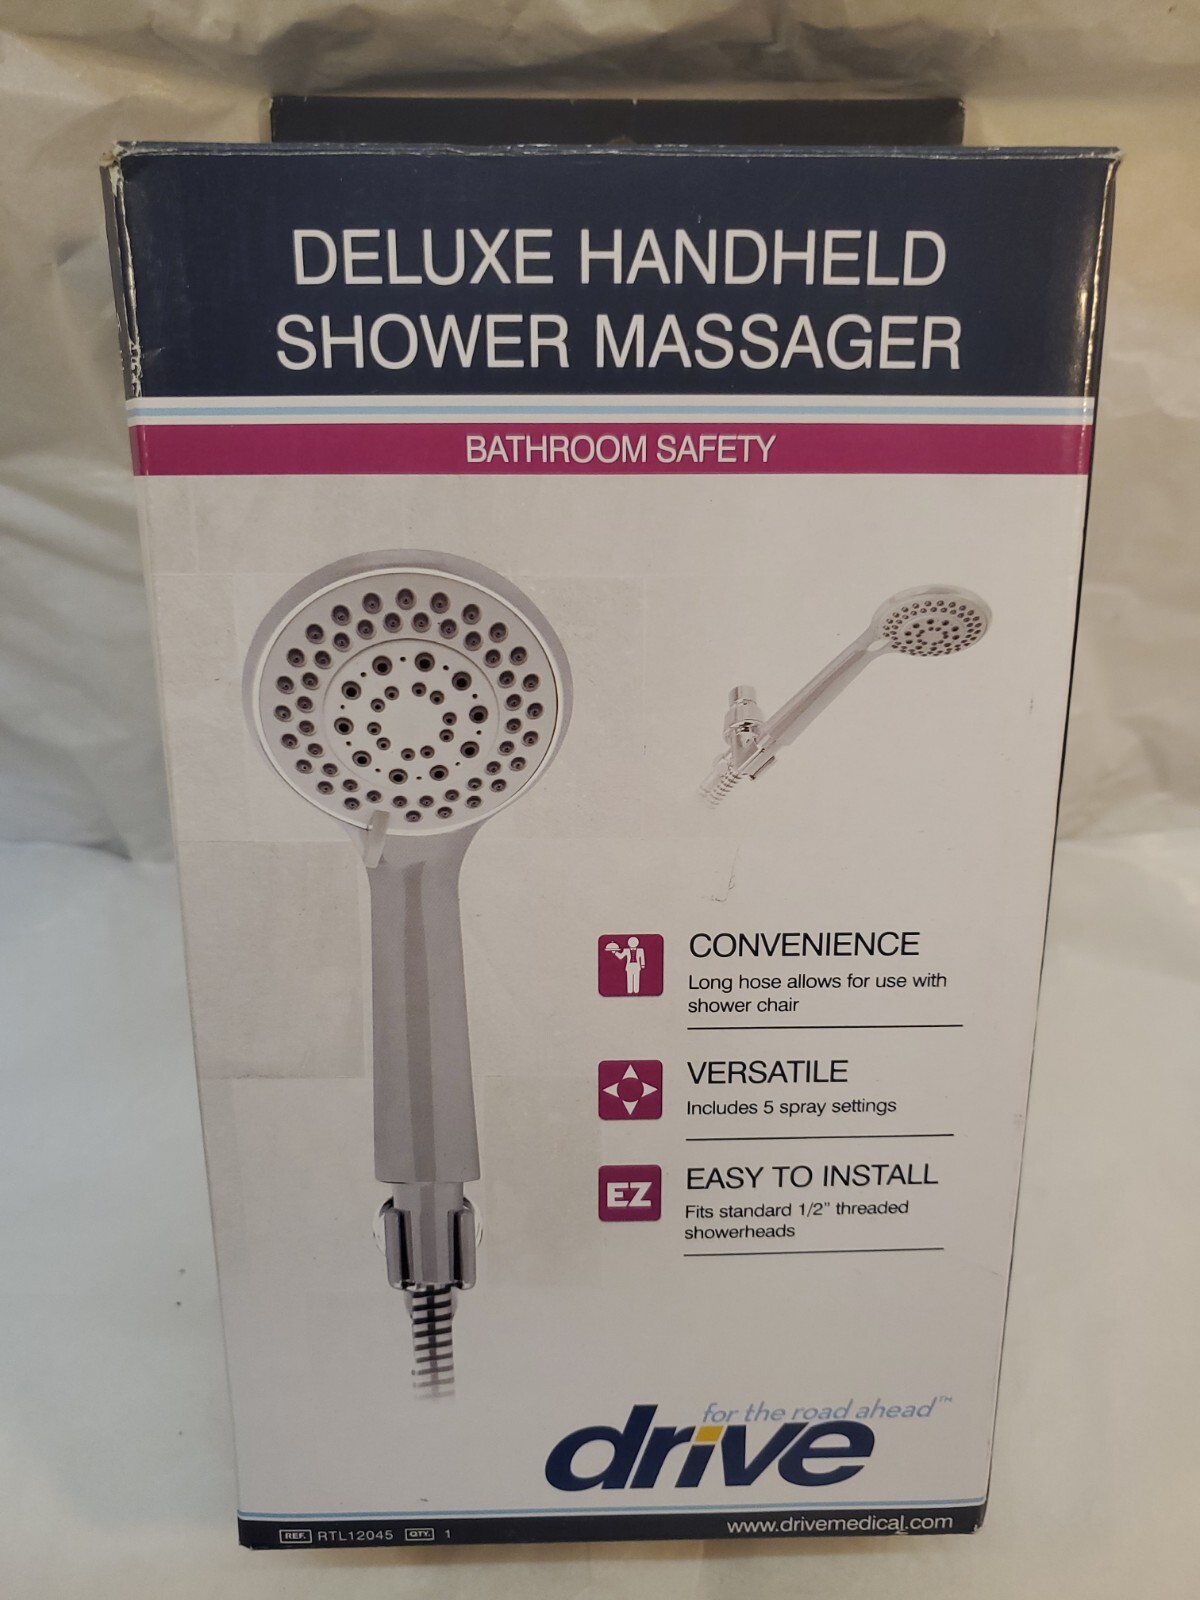 DELUXE HANDHELD
SHOWER MASSAGER
BATHROOM SAFETY
CONVENIENCE
Long hose allows for use with
shower chair
VERSATILE
Includes 5 spray settings
EZ
EASY TO INSTALL
Fits standard 1/2" threaded
showerheads
for the road ahead™
drive
REF. RTL12045 QTY. 1
www.drivemedical.com